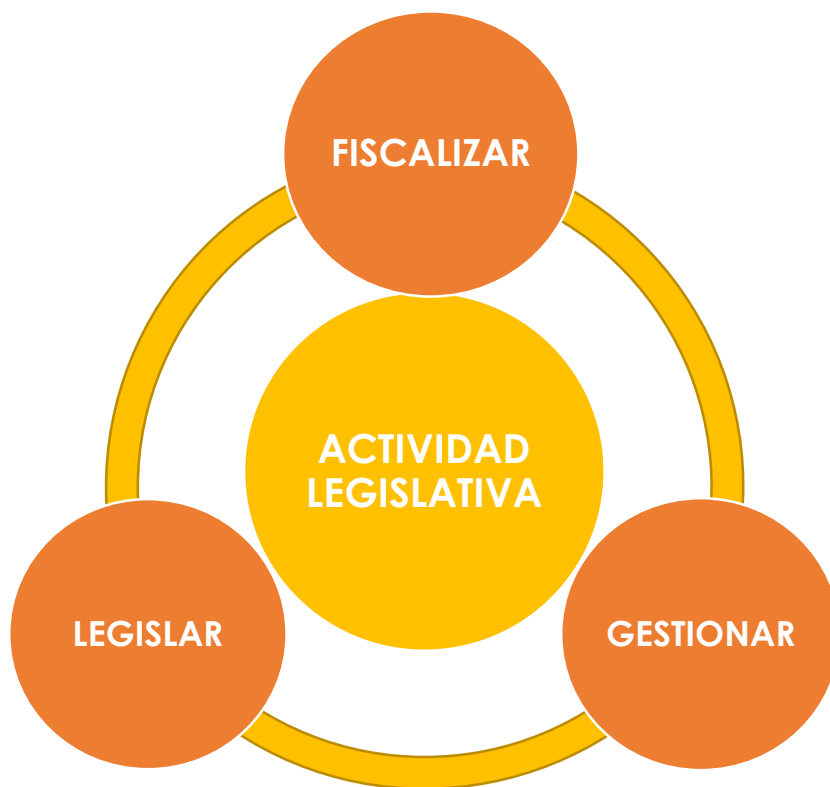 FISCALIZAR
ACTIVIDAD
LEGISLATIVA
LEGISLAR
GESTIONAR